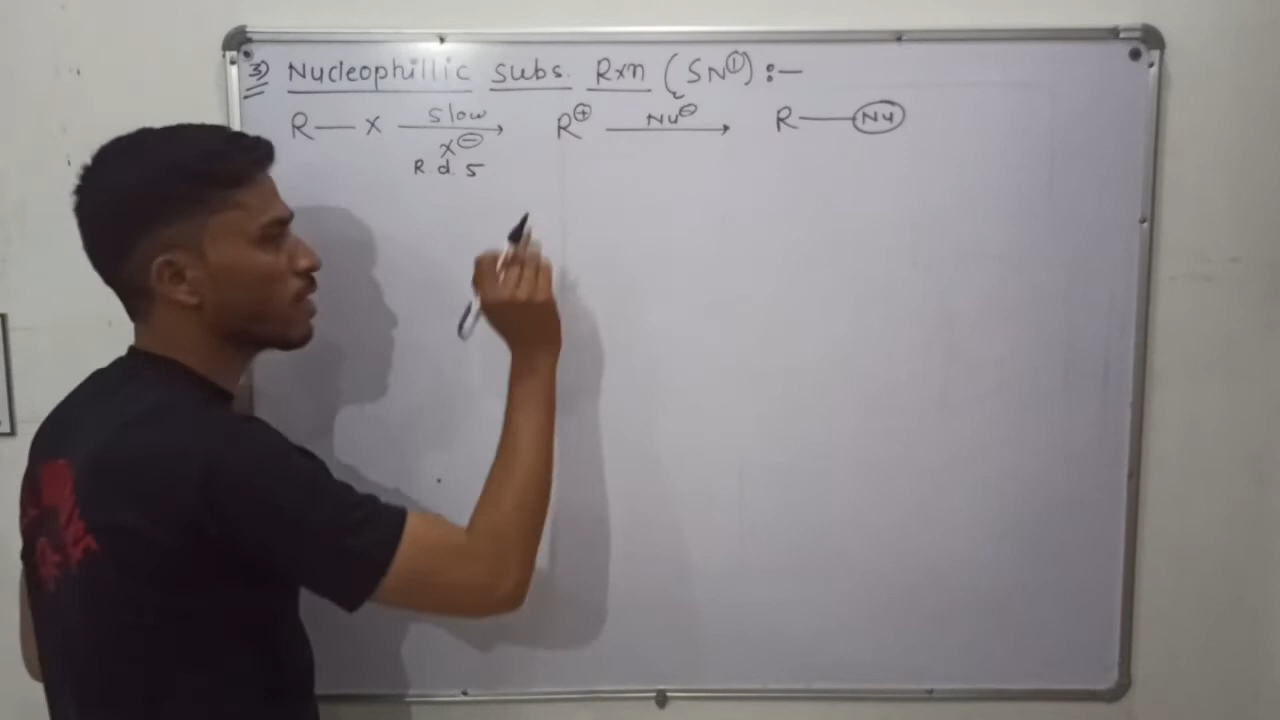 3) Nucleophillic subs. Rxn (SN①) :-
R—X slow → R⊕ Nu⊖ → R—Nu
X⊖
R.d.S